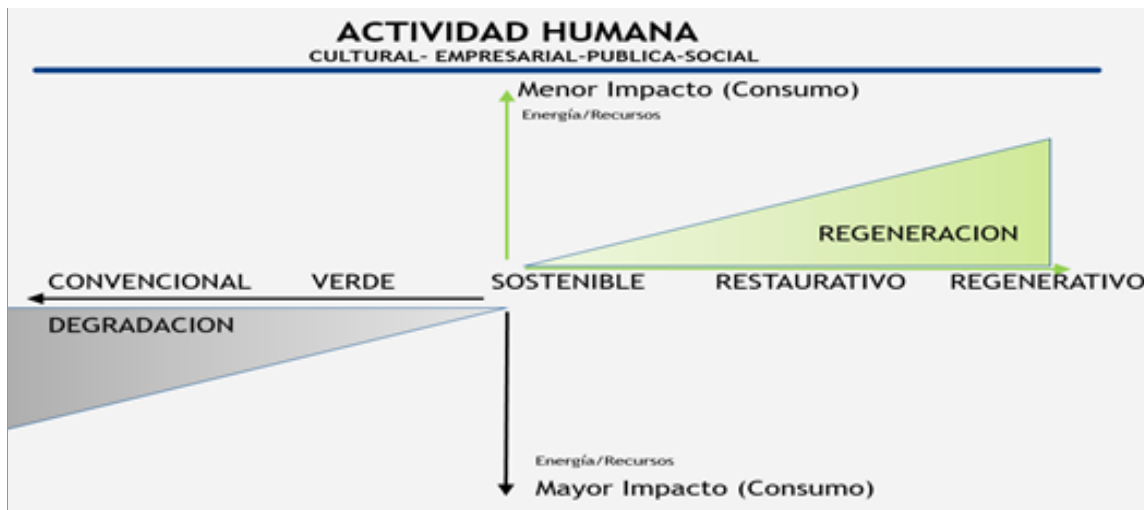 ACTIVIDAD HUMANA
CULTURAL- EMPRESARIAL-PUBLICA-SOCIAL
Menor Impacto (Consumo)
Energía/Recursos
REGENERACION
CONVENCIONAL VERDE SOSTENIBLE RESTAURATIVO REGENERATIVO
DEGRADACION
Energía/Recursos
Mayor Impacto (Consumo)